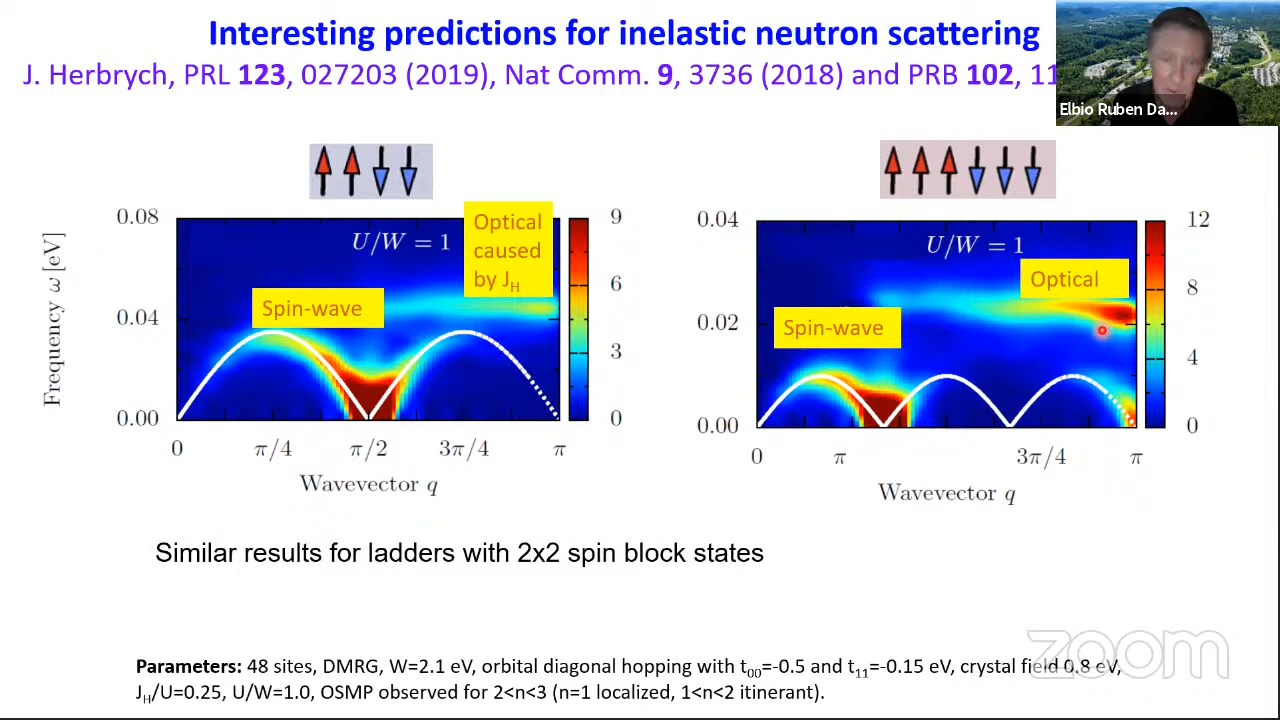 Interesting predictions for inelastic neutron scattering
J. Herbrych, PRL 123, 027203 (2019), Nat Comm. 9, 3736 (2018) and PRB 102, 11
Elbio Ruben Da...
0.08
0.04
0.00
Frequency ω [eV]
U/W = 1
Optical
caused
by JH
Spin-wave
9
6
3
0
0
π/4
π/2
3π/4
π
Wavevector q
0.04
0.02
0.00
U/W = 1
Optical
Spin-wave
12
8
4
0
0
π
3π/4
π
Wavevector q
Similar results for ladders with 2x2 spin block states
zoom
Parameters: 48 sites, DMRG, W=2.1 eV, orbital diagonal hopping with t00=-0.5 and t11=-0.15 eV, crystal field 0.8 eV,
JH/U=0.25, U/W=1.0, OSMP observed for 2<n<3 (n=1 localized, 1<n<2 itinerant).